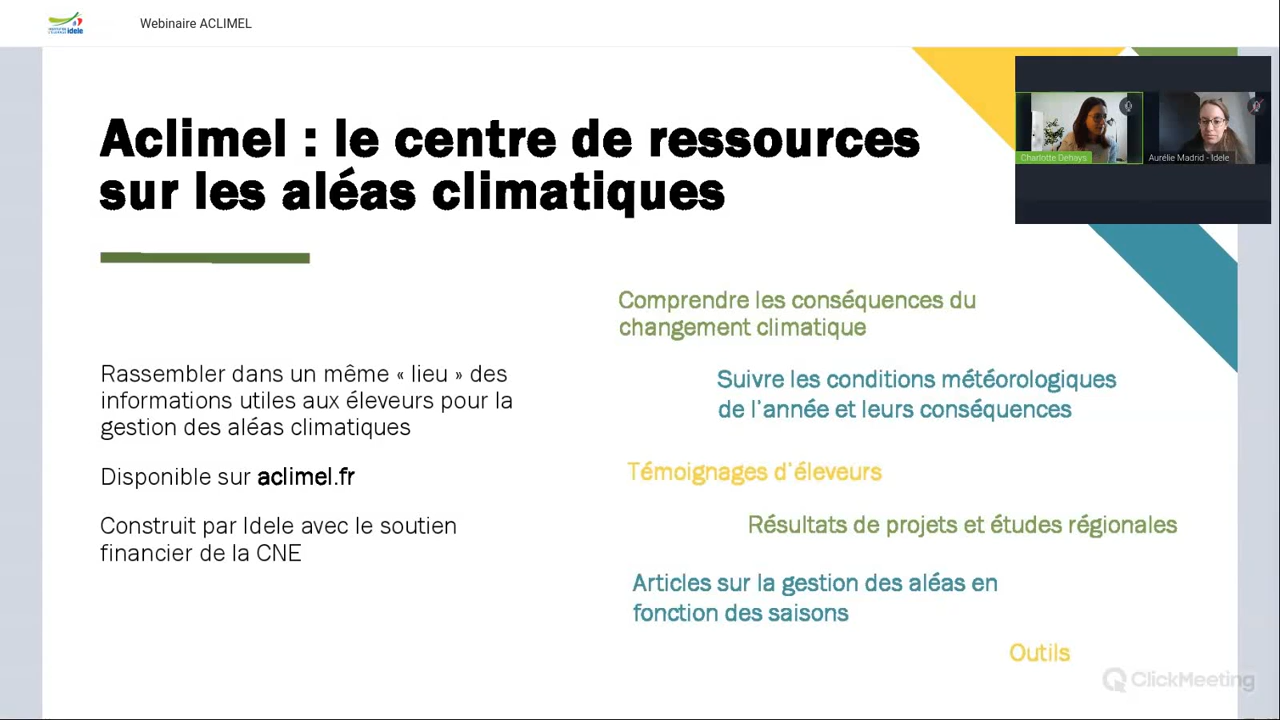 idele
Webinaire ACLIMEL
Aclimel : le centre de ressources
sur les aléas climatiques
Charlotte Dehays
Aurélie Madrid - Idele
Comprendre les conséquences du
changement climatique
Rassembler dans un même « lieu » des
informations utiles aux éleveurs pour la
gestion des aléas climatiques
Suivre les conditions météorologiques
de l'année et leurs conséquences
Disponible sur aclimel.fr
Témoignages d'éleveurs
Construit par Idele avec le soutien
financier de la CNE
Résultats de projets et études régionales
Articles sur la gestion des aléas en
fonction des saisons
Outils
ClickMeeting